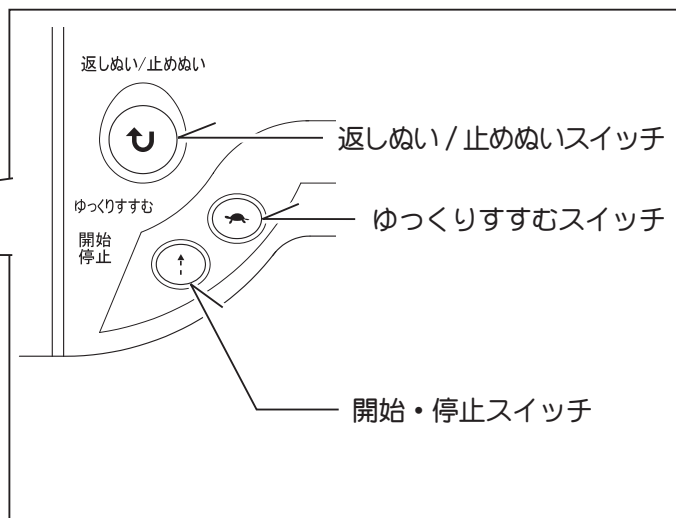 返しぬい/止めぬい
返しぬい / 止めぬいスイッチ
ゆっくりすすむ
ゆっくりすすむスイッチ
開始
停止
開始・停止スイッチ